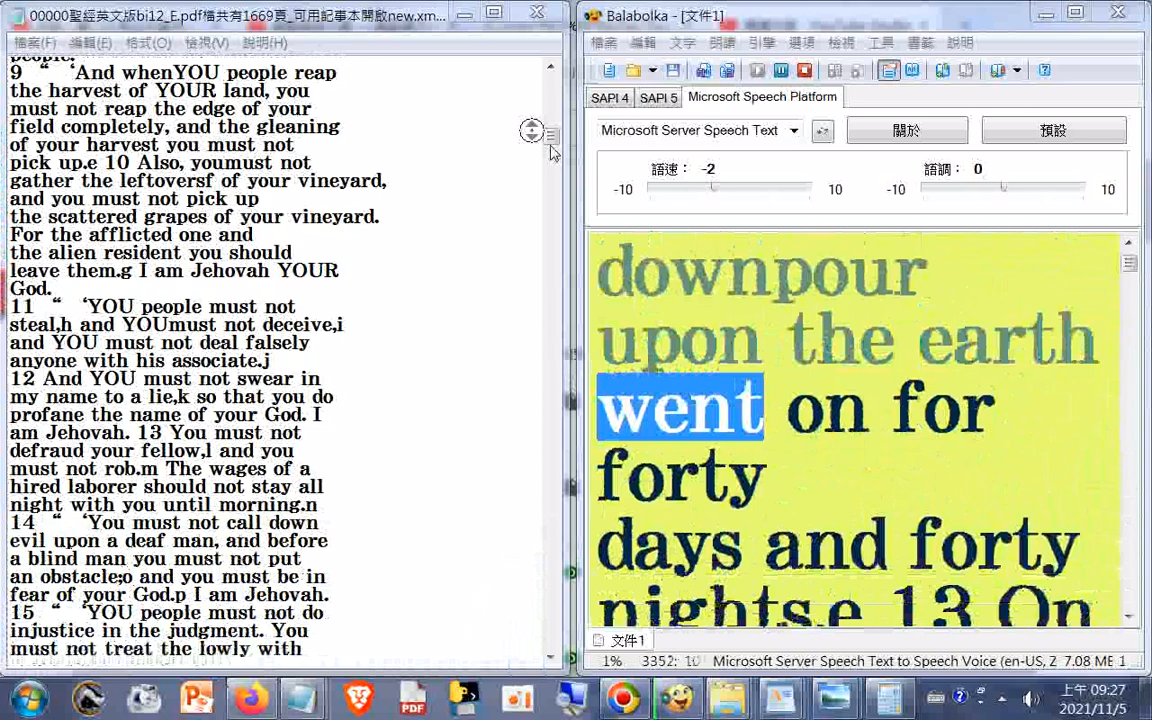 00000聖經英文版bi12_E.pdf檔共有1669頁_可用記事本開啟new.xm...
檔案(F) 編輯(E) 格式(O) 檢視(V) 說明(H)
people.
9 “ ‘And whenYOU people reap
the harvest of YOUR land, you
must not reap the edge of your
field completely, and the gleaning
of your harvest you must not
pick up.e 10 Also, youmust not
gather the leftoversf of your vineyard,
and you must not pick up
the scattered grapes of your vineyard.
For the afflicted one and
the alien resident you should
leave them.g I am Jehovah YOUR
God.
11 “ ‘YOU people must not
steal,h and YOUmust not deceive,i
and YOU must not deal falsely
anyone with his associate.j
12 And YOU must not swear in
my name to a lie,k so that you do
profane the name of your God. I
am Jehovah. 13 You must not
defraud your fellow,l and you
must not rob.m The wages of a
hired laborer should not stay all
night with you until morning.n
14 “ ‘You must not call down
evil upon a deaf man, and before
a blind man you must not put
an obstacle;o and you must be in
fear of your God.p I am Jehovah.
15 “ ‘YOU people must not do
injustice in the judgment. You
must not treat the lowly with
Balabolka - [文件1]
檔案 編輯 文字 朗讀 引擎 選項 檢視 工具 書籤 說明
SAPI 4 SAPI 5 Microsoft Speech Platform
Microsoft Server Speech Text 關於 預設
語速： -2 語調： 0
-10 10 -10 10
downpour
upon the earth
went on for
forty
days and forty
nights.e 13 On
文件1
1% 3352: 10 Microsoft Server Speech Text to Speech Voice (en-US, Z 7.08 MB 1
上午 09:27
2021/11/5